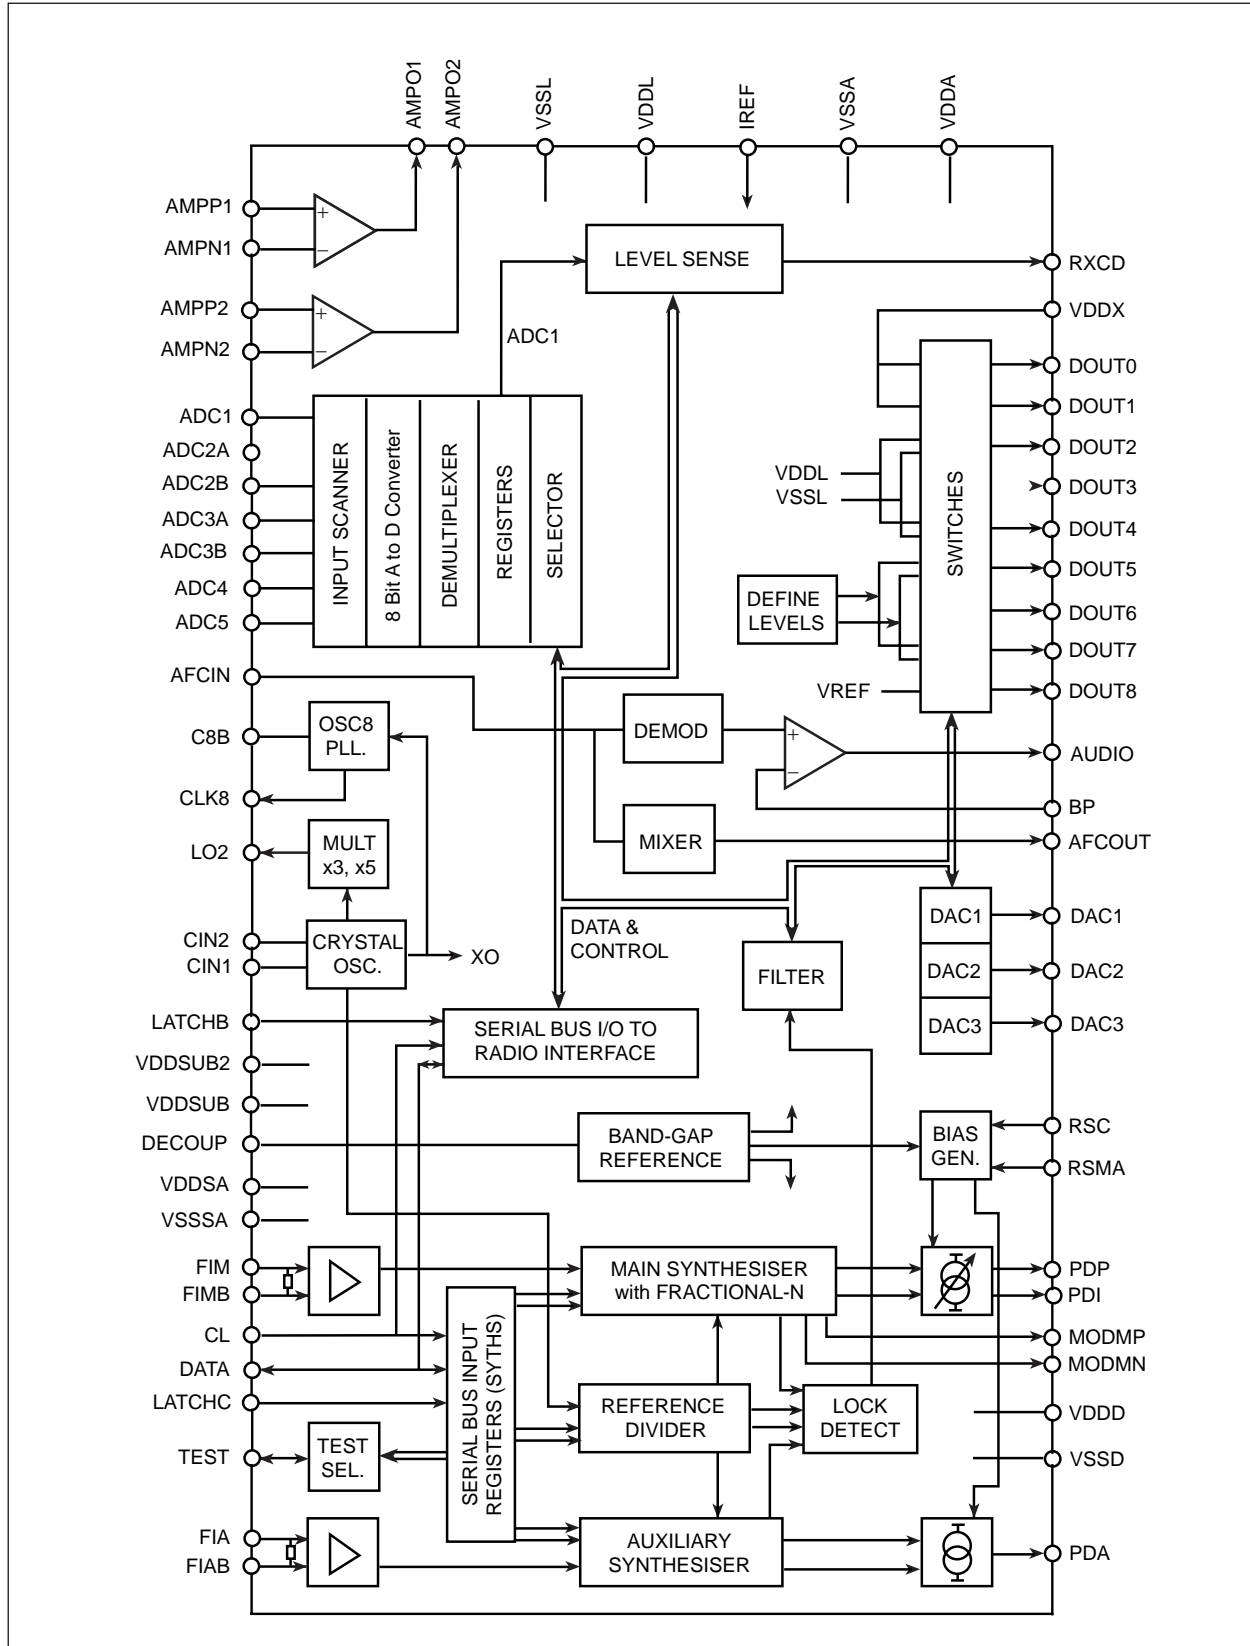 AMPO1
AMPO2
VSSL
VDDL
IREF
VSSA
VDDA
AMPP1
AMPN1
AMPP2
AMPN2
ADC1
ADC2A
ADC2B
ADC3A
ADC3B
ADC4
ADC5
AFCIN
C8B
CLK8
LO2
CIN2
CIN1
LATCHB
VDDSUB2
VDDSUB
DECOUP
VDDSA
VSSSA
FIM
FIMB
CL
DATA
LATCHC
TEST
FIA
FIAB
+
−
+
−
LEVEL SENSE
ADC1
INPUT SCANNER
8 Bit A to D Converter
DEMULTIPLEXER
REGISTERS
SELECTOR
VDDL
VSSL
SWITCHES
DEFINE
LEVELS
VREF
OSC8
PLL.
DEMOD
+
−
MULT
x3, x5
MIXER
CRYSTAL
OSC.
XO
DATA &
CONTROL
FILTER
DAC1
DAC2
DAC3
SERIAL BUS I/O TO
RADIO INTERFACE
BAND-GAP
REFERENCE
BIAS
GEN.
MAIN SYNTHESISER
with FRACTIONAL-N
SERIAL BUS INPUT
REGISTERS (SYTHS)
REFERENCE
DIVIDER
LOCK
DETECT
TEST
SEL.
AUXILIARY
SYNTHESISER
RXCD
VDDX
DOUT0
DOUT1
DOUT2
DOUT3
DOUT4
DOUT5
DOUT6
DOUT7
DOUT8
AUDIO
BP
AFCOUT
DAC1
DAC2
DAC3
RSC
RSMA
PDP
PDI
MODMP
MODMN
VDDD
VSSD
PDA